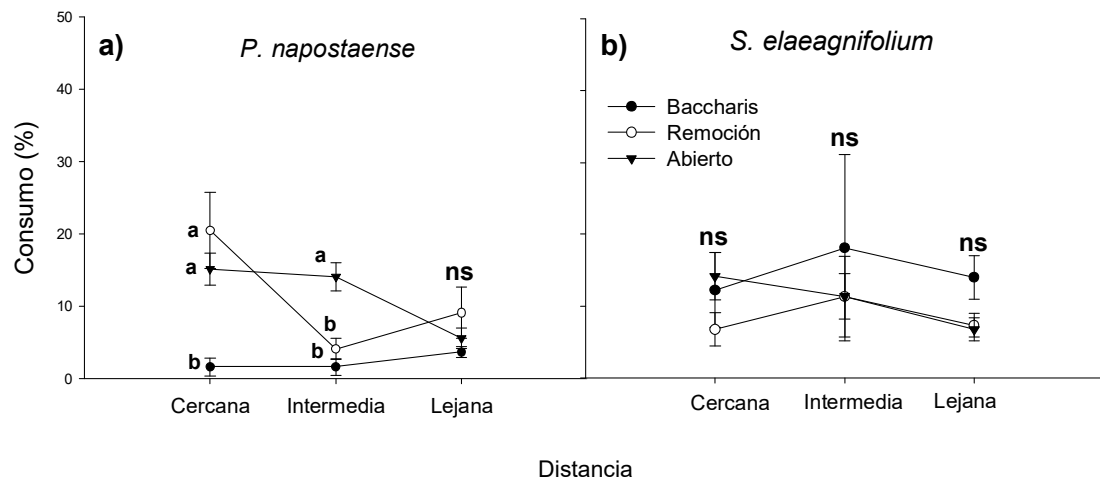 a)
P. napostaense
b)
S. elaeagnifolium
Consumo (%)
50
40
30
20
10
0
Baccharis
Remoción
Abierto
a
a
b
a
b
b
ns
ns
ns
ns
Cercana
Intermedia
Lejana
Cercana
Intermedia
Lejana
Distancia